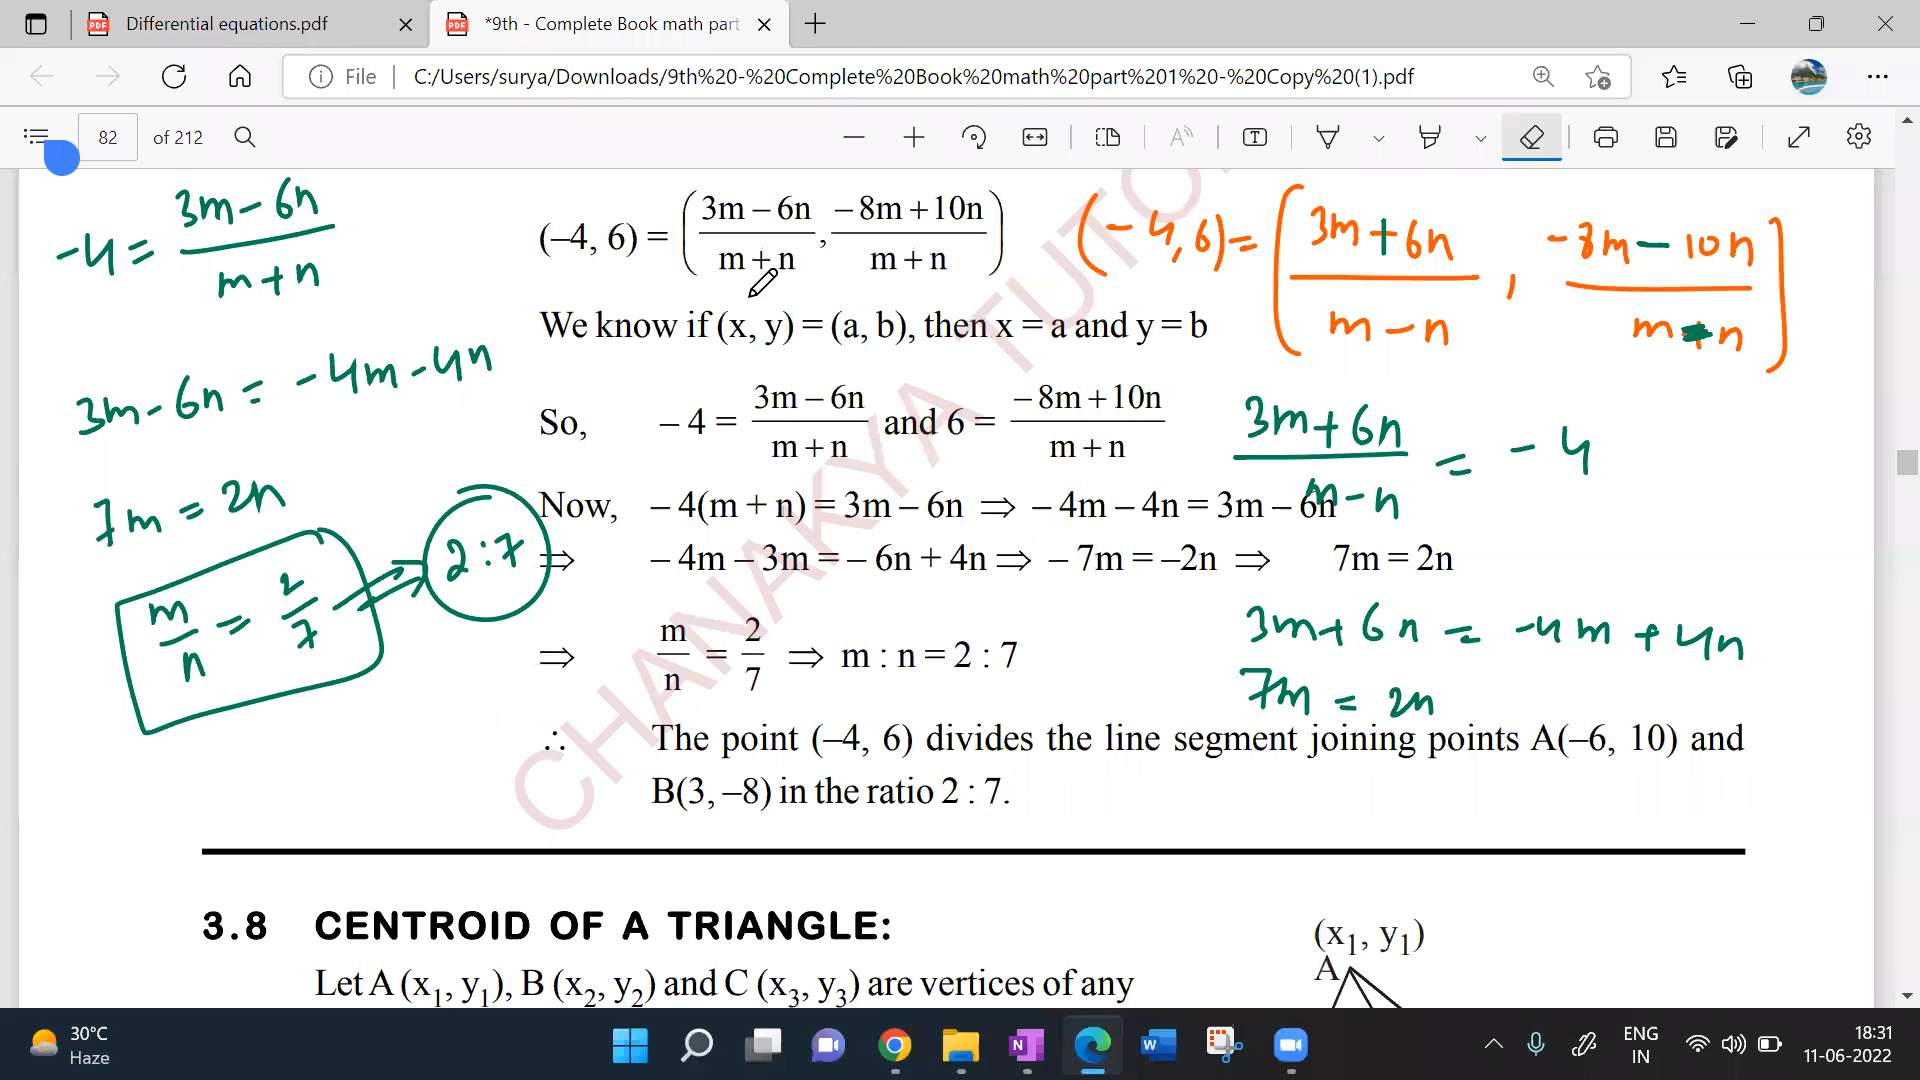 Differential equations.pdf
*9th - Complete Book math part
File
C:/Users/surya/Downloads/9th%20-%20Complete%20Book%20math%20part%201%20-%20Copy%20(1).pdf
82 of 212
-4 = (3m - 6n)/(m + n)
3m - 6n = -4m - 4n
7m = 2n
m/n = 2/7
2 : 7
(–4, 6) = ((3m – 6n)/(m + n), (–8m + 10n)/(m + n))
We know if (x, y) = (a, b), then x = a and y = b
So, – 4 = (3m – 6n)/(m + n) and 6 = (– 8m + 10n)/(m + n)
Now, – 4(m + n) = 3m – 6n ⇒ – 4m – 4n = 3m – 6n
⇒ – 4m – 3m = – 6n + 4n ⇒ – 7m = –2n ⇒ 7m = 2n
⇒ m/n = 2/7 ⇒ m : n = 2 : 7
∴ The point (–4, 6) divides the line segment joining points A(–6, 10) and
B(3, –8) in the ratio 2 : 7.
(-4, 6) = [(3m + 6n)/(m - n), (-8m - 10n)/(m - n)]
(3m + 6n)/(m - n) = -4
3m + 6n = -4m + 4n
7m = 2n
CHANAKYA TUTO
3.8 CENTROID OF A TRIANGLE:
Let A (x₁, y₁), B (x₂, y₂) and C (x₃, y₃) are vertices of any
(x₁, y₁)
A
30°C
Haze
ENG
IN
18:31
11-06-2022